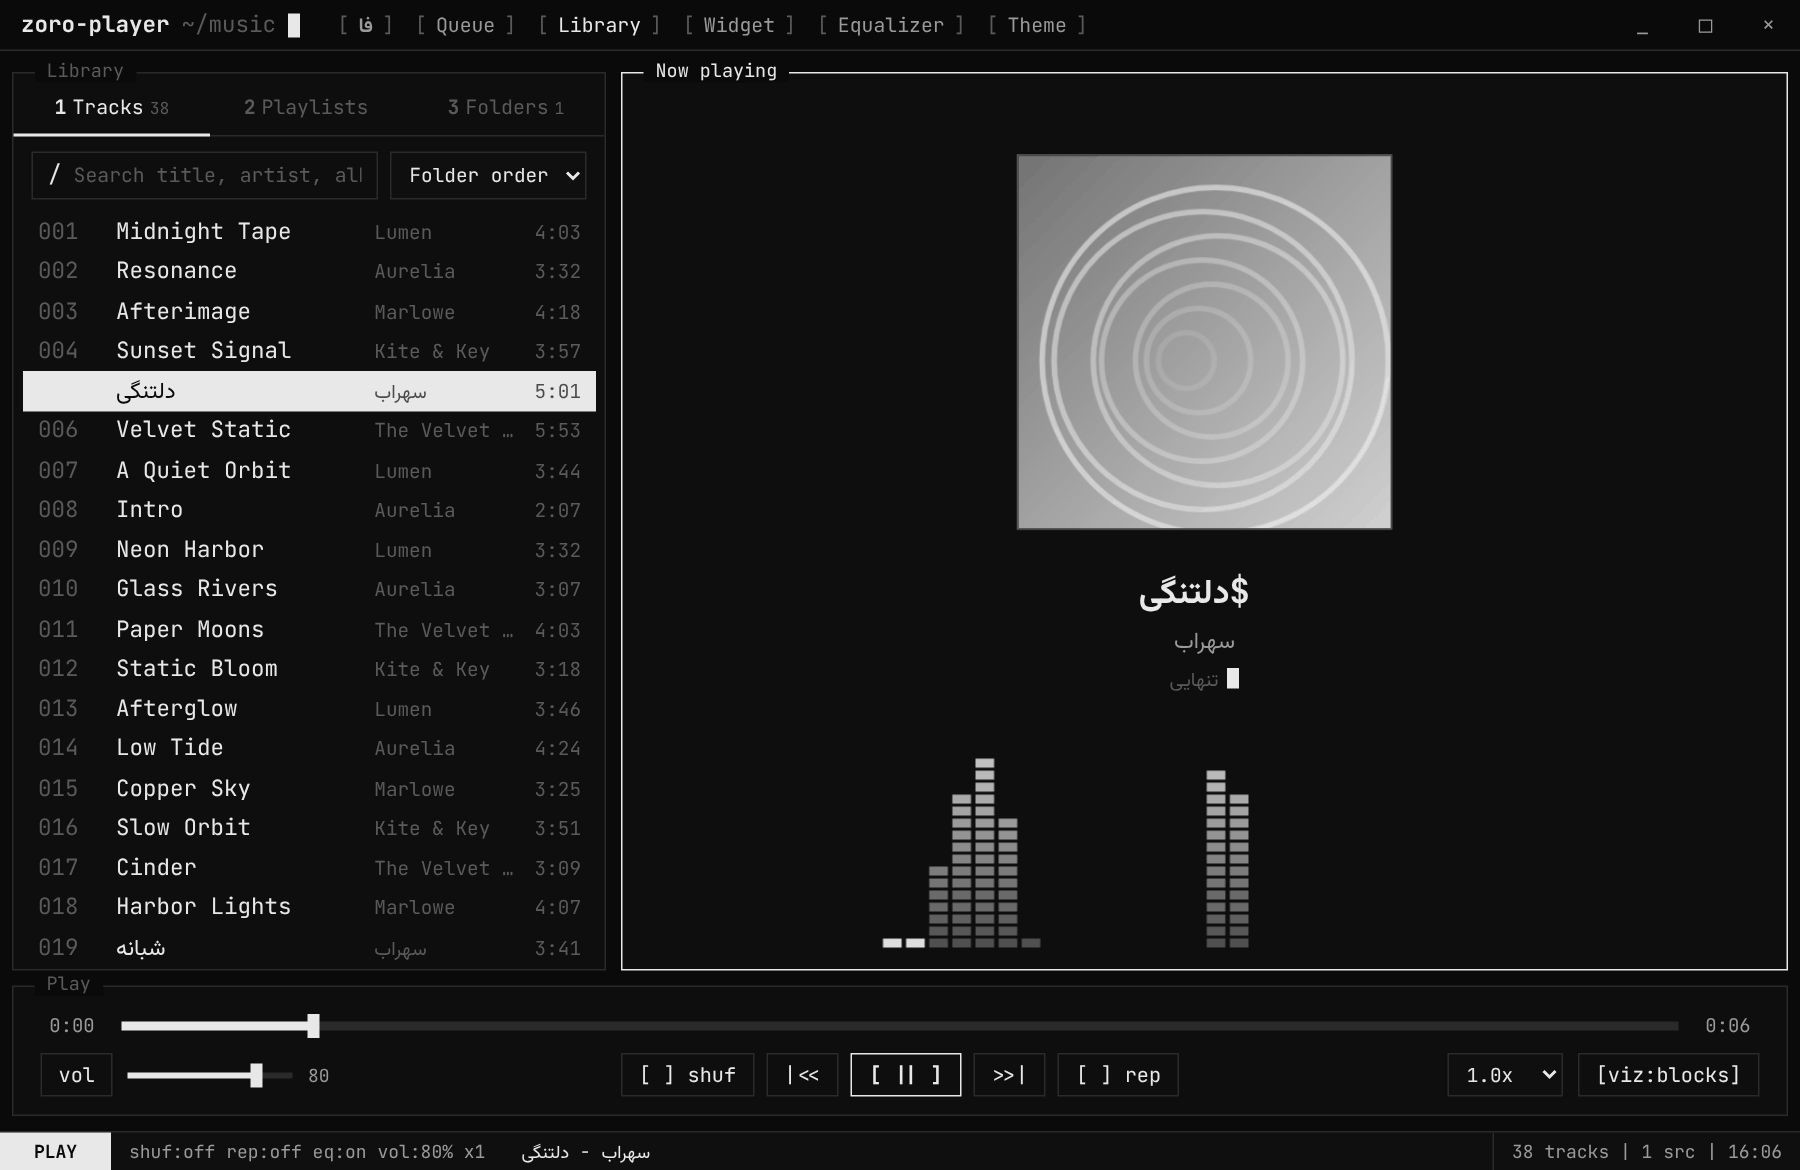 zoro-player ~/music [ فا ] [ Queue ] [ Library ] [ Widget ] [ Equalizer ] [ Theme ] _ □ ×
Library
1 Tracks 38 2 Playlists 3 Folders 1
/ Search title, artist, al Folder order
001 Midnight Tape Lumen 4:03
002 Resonance Aurelia 3:32
003 Afterimage Marlowe 4:18
004 Sunset Signal Kite & Key 3:57
دلتنگی سهراب 5:01
006 Velvet Static The Velvet … 5:53
007 A Quiet Orbit Lumen 3:44
008 Intro Aurelia 2:07
009 Neon Harbor Lumen 3:32
010 Glass Rivers Aurelia 3:07
011 Paper Moons The Velvet … 4:03
012 Static Bloom Kite & Key 3:18
013 Afterglow Lumen 3:46
014 Low Tide Aurelia 4:24
015 Copper Sky Marlowe 3:25
016 Slow Orbit Kite & Key 3:51
017 Cinder The Velvet … 3:09
018 Harbor Lights Marlowe 4:07
019 شبانه سهراب 3:41
Now playing
$دلتنگی
سهراب
تنهایی
Play
0:00 0:06
vol 80 [ ] shuf |<< [ || ] >>| [ ] rep 1.0x [viz:blocks]
PLAY shuf:off rep:off eq:on vol:80% x1 سهراب - دلتنگی 38 tracks | 1 src | 16:06